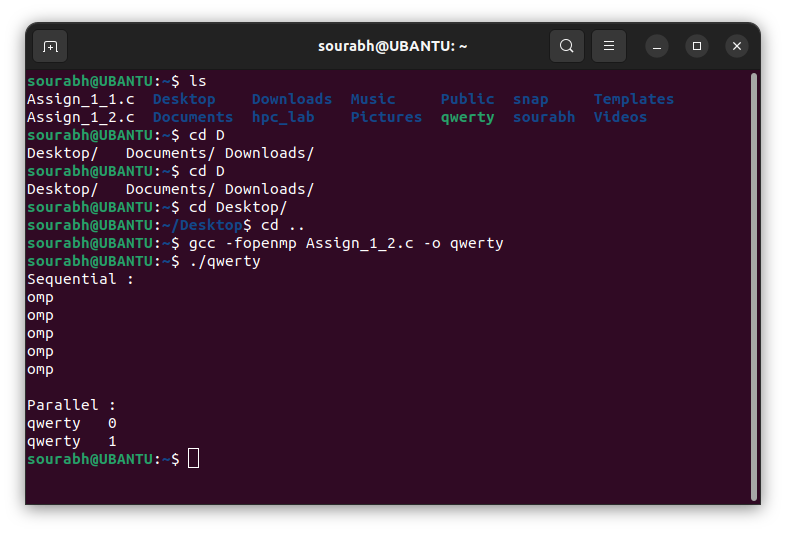 sourabh@UBANTU: ~
sourabh@UBANTU:~$ ls
Assign_1_1.c  Desktop    Downloads  Music     Public  snap     Templates
Assign_1_2.c  Documents  hpc_lab    Pictures  qwerty  sourabh  Videos
sourabh@UBANTU:~$ cd D
Desktop/   Documents/ Downloads/
sourabh@UBANTU:~$ cd D
Desktop/   Documents/ Downloads/
sourabh@UBANTU:~$ cd Desktop/
sourabh@UBANTU:~/Desktop$ cd ..
sourabh@UBANTU:~$ gcc -fopenmp Assign_1_2.c -o qwerty
sourabh@UBANTU:~$ ./qwerty
Sequential :
omp
omp
omp
omp
omp

Parallel :
qwerty   0
qwerty   1
sourabh@UBANTU:~$